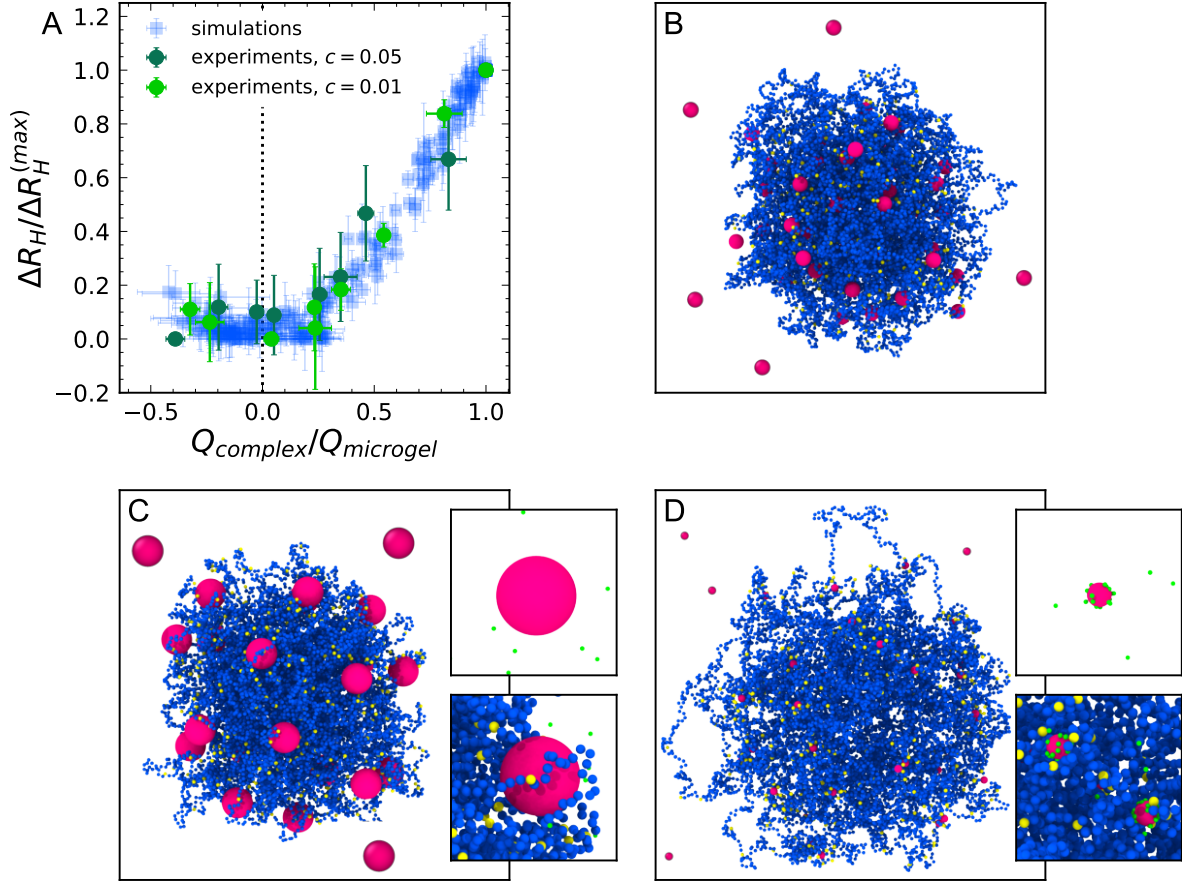 A
simulations
experiments, c = 0.05
experiments, c = 0.01
1.2
1.0
0.8
0.6
0.4
0.2
0.0
−0.2
ΔR_H/ΔR_H^(max)
−0.5
0.0
0.5
1.0
Q_complex/Q_microgel
B
C
D